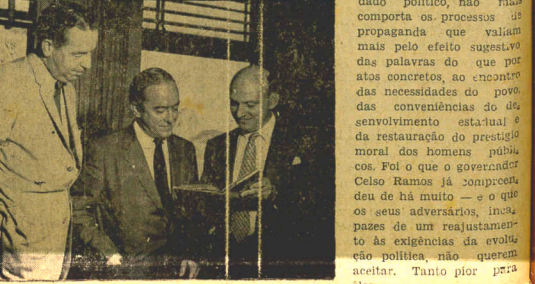 dado político, não mais
comporta os processos de
propaganda que valiam
mais pelo efeito sugestivo
das palavras do que por
atos concretos, ao encontro
das necessidades do povo,
das conveniências do de-
senvolvimento estadual e
da restauração do prestígio
moral dos homens públi-
cos. Foi o que o governador
Celso Ramos já compreen-
deu de há muito — e o que
os seus adversários, inca-
pazes de um reajustamen-
to às exigências da evolu-
ção política, não querem
aceitar. Tanto pior para